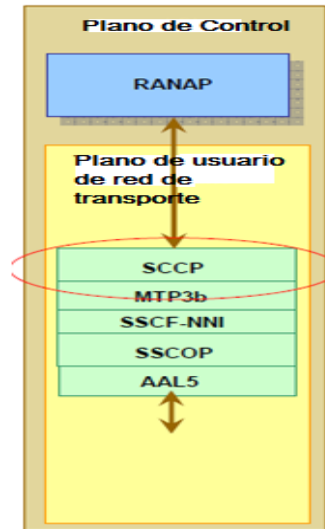 Plano de Control
RANAP
Plano de usuario
de red de
transporte
SCCP
MTP3b
SSCF-NNI
SSCOP
AAL5